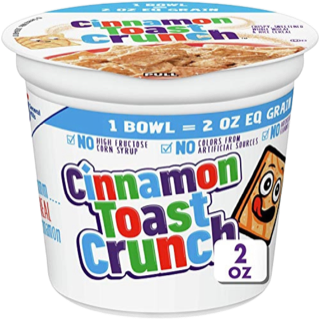 Cinnamon
Toast
Crunch
PULL
1 BOWL = 2 OZ EQ GRAIN
NO HIGH FRUCTOSE
CORN SYRUP
NO COLORS FROM
ARTIFICIAL SOURCES
NO
Cinnamon
Toast
Crunch
2
OZ